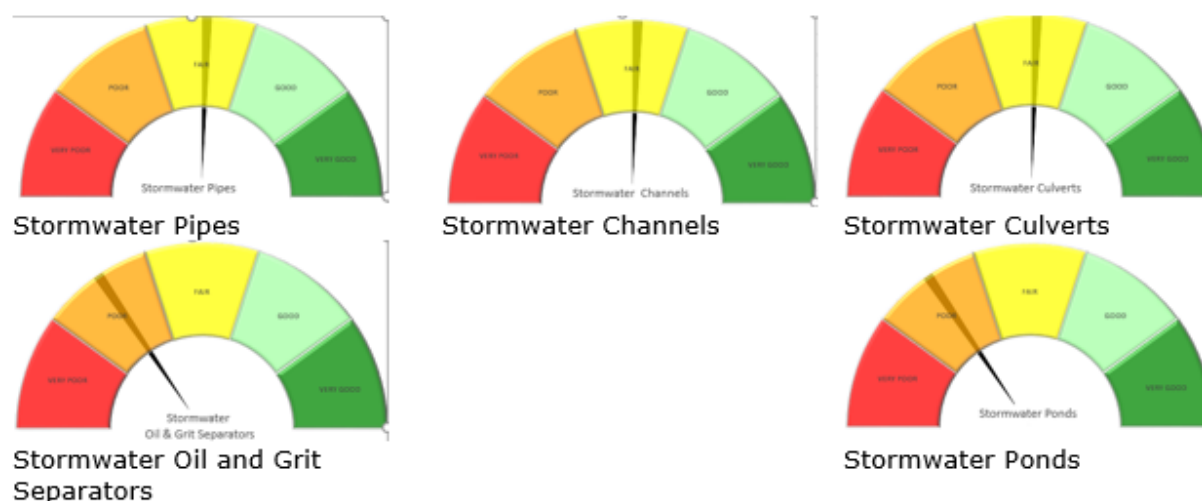 VERY POOR
POOR
FAIR
GOOD
VERY GOOD
Stormwater Pipes
Stormwater Pipes
VERY POOR
POOR
FAIR
GOOD
VERY GOOD
Stormwater Channels
Stormwater Channels
VERY POOR
POOR
FAIR
GOOD
VERY GOOD
Stormwater Culverts
Stormwater Culverts
VERY POOR
POOR
FAIR
GOOD
VERY GOOD
Stormwater
Oil & Grit Separators
Stormwater Oil and Grit
Separators
VERY POOR
POOR
FAIR
GOOD
VERY GOOD
Stormwater Ponds
Stormwater Ponds